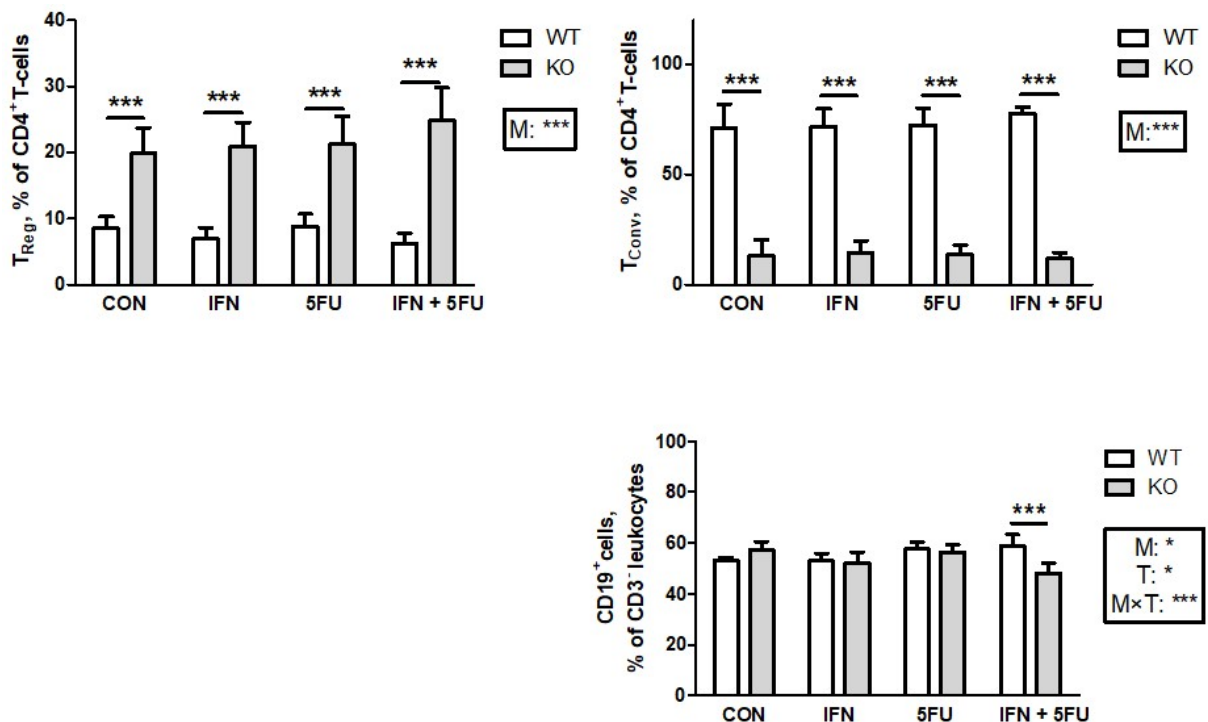 T_Reg, % of CD4⁺T-cells
40
30
20
10
0
*** *** *** ***
CON IFN 5FU IFN + 5FU
WT
KO
M: ***
T_Conv, % of CD4⁺T-cells
100
50
0
*** *** *** ***
CON IFN 5FU IFN + 5FU
WT
KO
M:***
CD19⁺cells,
% of CD3⁻leukocytes
100
80
60
40
20
0
***
CON IFN 5FU IFN + 5FU
WT
KO
M: *
T: *
M×T: ***